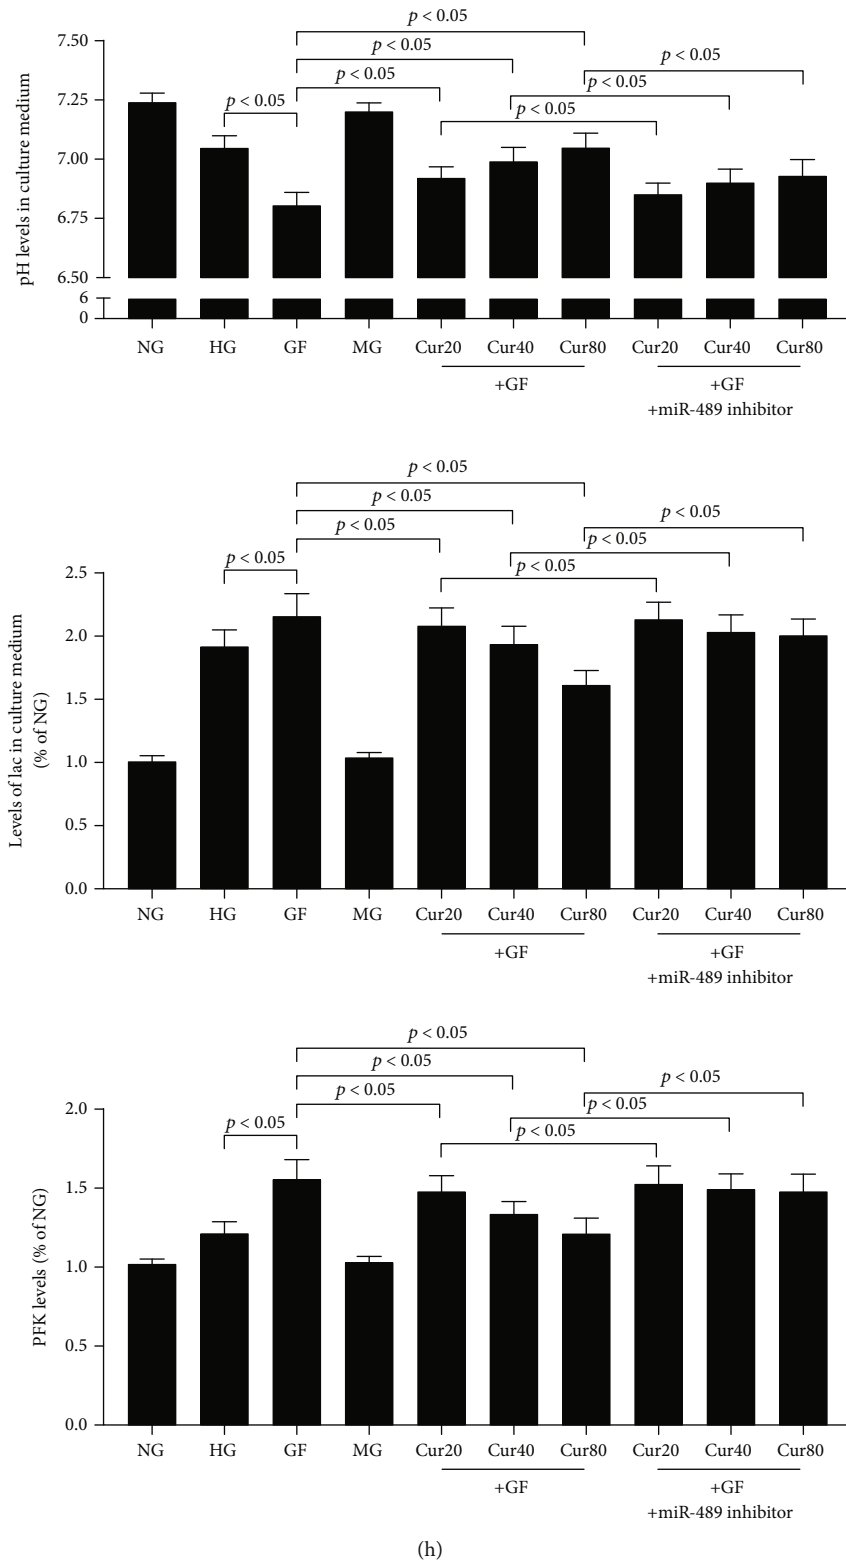 p < 0.05
p < 0.05
p < 0.05
p < 0.05
p < 0.05
p < 0.05
p < 0.05
7.50
7.25
7.00
6.75
6.50
6
0
pH levels in culture medium
NG HG GF MG Cur20 Cur40 Cur80 Cur20 Cur40 Cur80
+GF +GF
+miR-489 inhibitor
p < 0.05
p < 0.05
p < 0.05
p < 0.05
p < 0.05
p < 0.05
p < 0.05
2.5
2.0
1.5
1.0
0.5
0.0
Levels of lac in culture medium
(% of NG)
NG HG GF MG Cur20 Cur40 Cur80 Cur20 Cur40 Cur80
+GF +GF
+miR-489 inhibitor
p < 0.05
p < 0.05
p < 0.05
p < 0.05
p < 0.05
p < 0.05
p < 0.05
2.0
1.5
1.0
0.5
0.0
PFK levels (% of NG)
NG HG GF MG Cur20 Cur40 Cur80 Cur20 Cur40 Cur80
+GF +GF
+miR-489 inhibitor
(h)